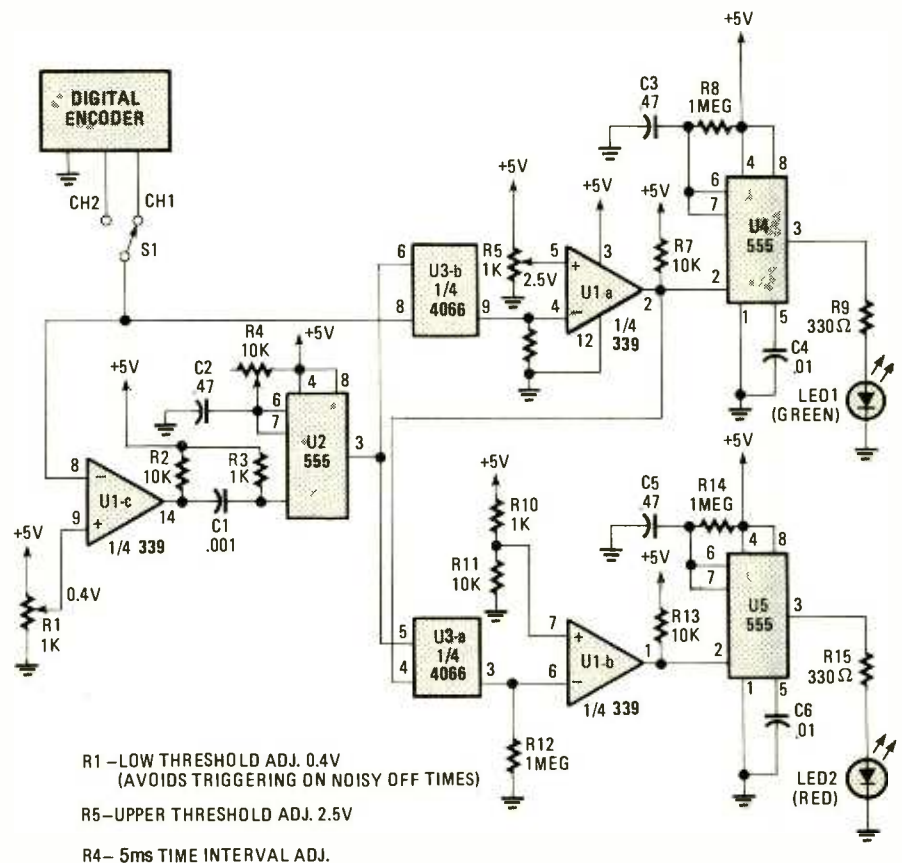 +5V
DIGITAL
ENCODER
CH2
CH1
S1
C3
.47
R8
1MEG
4
8
6
7
U4
555
3
2
1
5
R9
330Ω
C4
.01
LED1
(GREEN)
+5V
R5
1K
2.5V
+5V
5
+
3
4
−
U1 a
2
12
1/4
339
+5V
R7
10K
6
U3-b
1/4
4066
8
9
R4
10K
+5V
C2
.47
4
8
6
7
U2
555
3
+5V
R2
10K
R3
1K
8
−
9
+
U1-c
14
1/4 339
C1
.001
+5V
0.4V
R1
1K
+5V
R10
1K
R11
10K
5
U3-a
1/4
4066
4
3
7
+
6
−
U1-b
1
1/4 339
R12
1MEG
+5V
R13
10K
+5V
C5
.47
R14
1MEG
4
8
6
7
U5
555
3
2
1
5
R15
330Ω
C6
.01
LED2
(RED)
R1 –LOW THRESHOLD ADJ. 0.4V
(AVOIDS TRIGGERING ON NOISY OFF TIMES)
R5–UPPER THRESHOLD ADJ. 2.5V
R4– 5ms TIME INTERVAL ADJ.